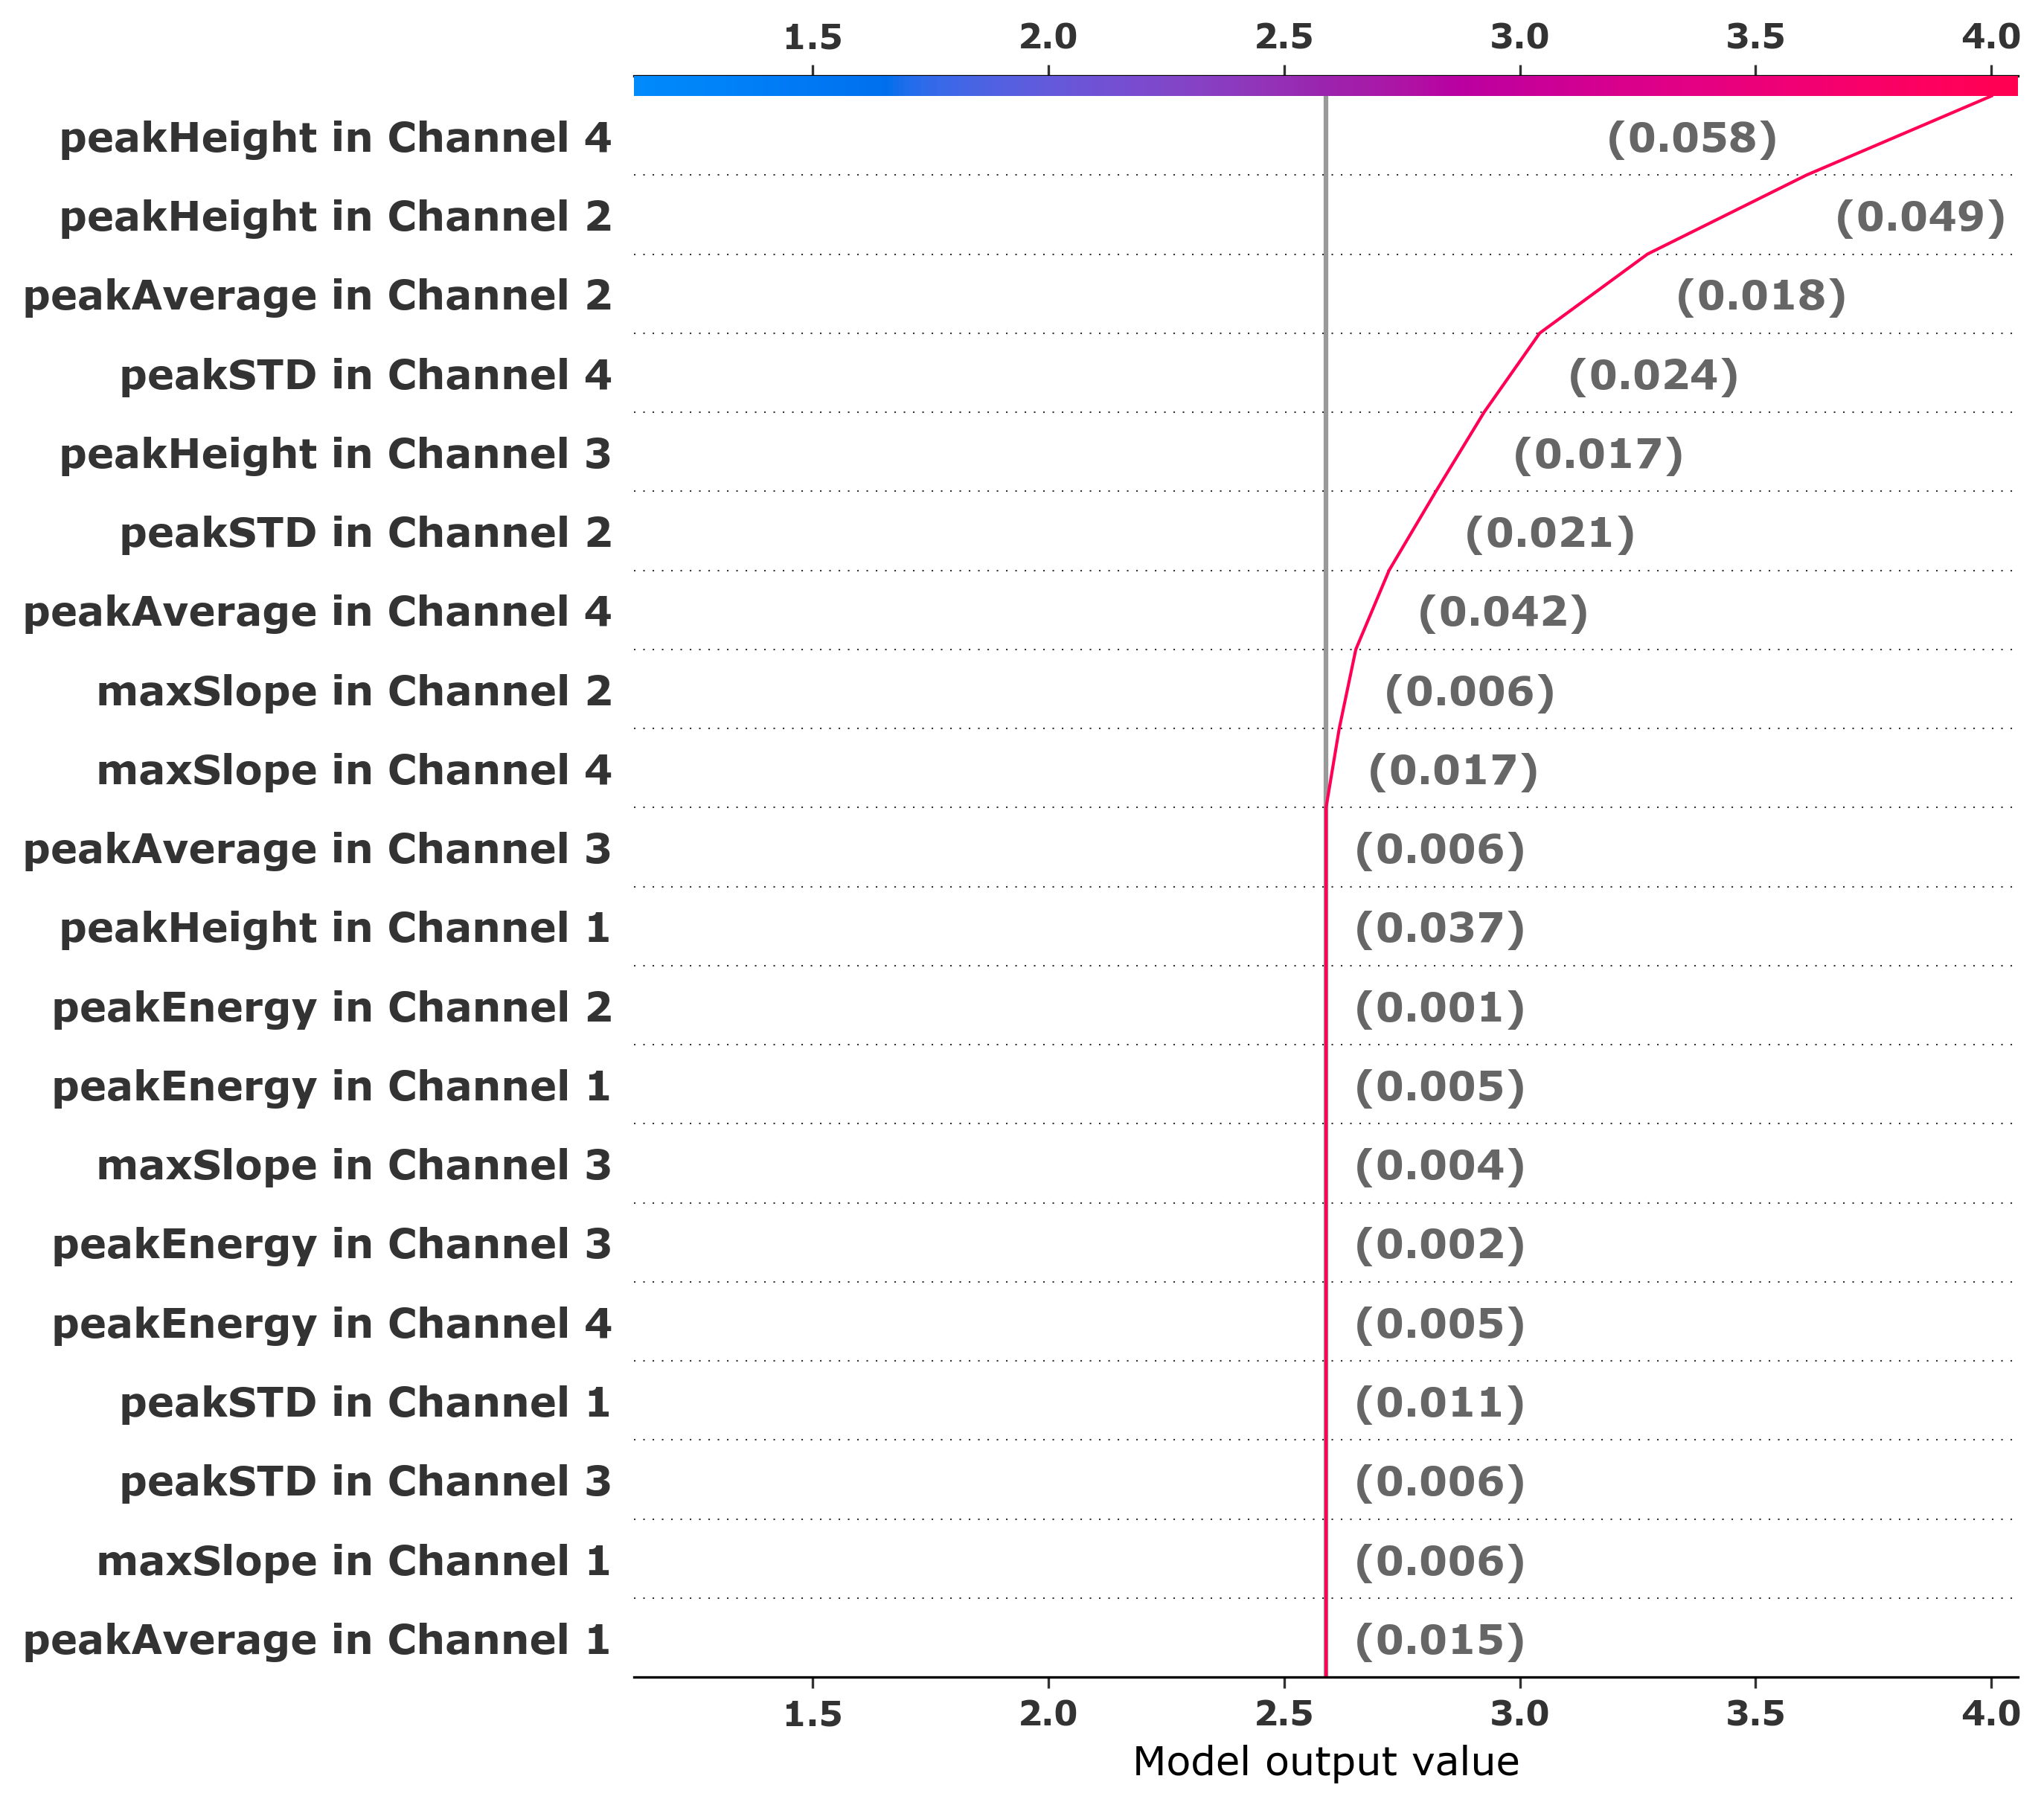 1.5 2.0 2.5 3.0 3.5 4.0
peakHeight in Channel 4 (0.058)
peakHeight in Channel 2 (0.049)
peakAverage in Channel 2 (0.018)
peakSTD in Channel 4 (0.024)
peakHeight in Channel 3 (0.017)
peakSTD in Channel 2 (0.021)
peakAverage in Channel 4 (0.042)
maxSlope in Channel 2 (0.006)
maxSlope in Channel 4 (0.017)
peakAverage in Channel 3 (0.006)
peakHeight in Channel 1 (0.037)
peakEnergy in Channel 2 (0.001)
peakEnergy in Channel 1 (0.005)
maxSlope in Channel 3 (0.004)
peakEnergy in Channel 3 (0.002)
peakEnergy in Channel 4 (0.005)
peakSTD in Channel 1 (0.011)
peakSTD in Channel 3 (0.006)
maxSlope in Channel 1 (0.006)
peakAverage in Channel 1 (0.015)
1.5 2.0 2.5 3.0 3.5 4.0
Model output value